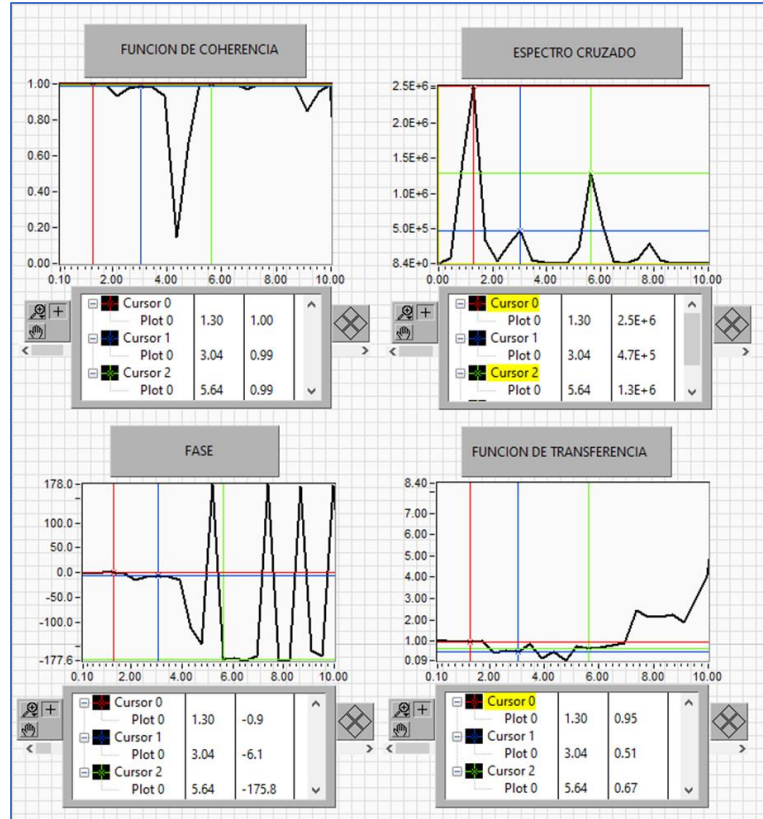 FUNCION DE COHERENCIA
1.00
0.80
0.60
0.40
0.20
0.00
0.10 2.00 4.00 6.00 8.00 10.00
Cursor 0
Plot 0 1.30 1.00
Cursor 1
Plot 0 3.04 0.99
Cursor 2
Plot 0 5.64 0.99
ESPECTRO CRUZADO
2.5E+6
2.0E+6
1.5E+6
1.0E+6
5.0E+5
8.4E+0
0.00 2.00 4.00 6.00 8.00 10.00
Cursor 0
Plot 0 1.30 2.5E+6
Cursor 1
Plot 0 3.04 4.7E+5
Cursor 2
Plot 0 5.64 1.3E+6
FASE
178.0
100.0
50.0
0.0
-50.0
-100.0
-177.6
0.10 2.00 4.00 6.00 8.00 10.00
Cursor 0
Plot 0 1.30 -0.9
Cursor 1
Plot 0 3.04 -6.1
Cursor 2
Plot 0 5.64 -175.8
FUNCION DE TRANSFERENCIA
8.40
7.00
6.00
5.00
4.00
3.00
2.00
1.00
0.09
0.10 2.00 4.00 6.00 8.00 10.00
Cursor 0
Plot 0 1.30 0.95
Cursor 1
Plot 0 3.04 0.51
Cursor 2
Plot 0 5.64 0.67